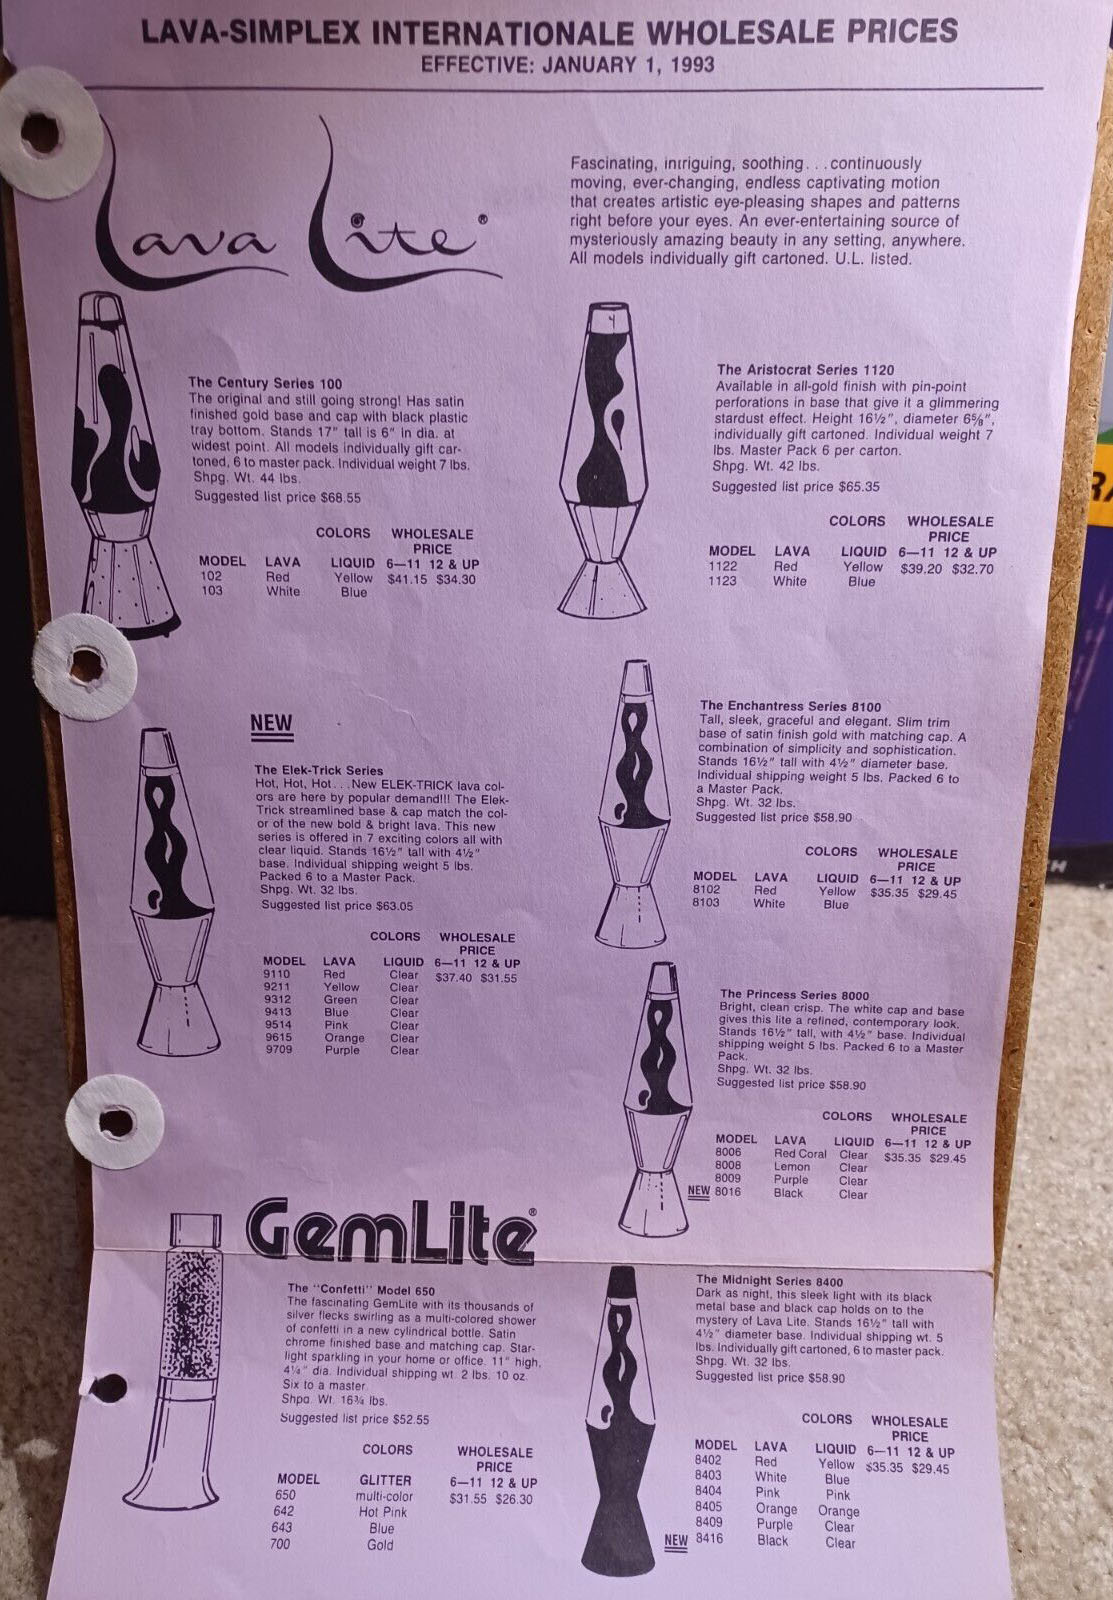 LAVA-SIMPLEX INTERNATIONALE WHOLESALE PRICES
EFFECTIVE: JANUARY 1, 1993
Lava Lite®
Fascinating, intriguing, soothing...continuously
moving, ever-changing, endless captivating motion
that creates artistic eye-pleasing shapes and patterns
right before your eyes. An ever-entertaining source of
mysteriously amazing beauty in any setting, anywhere.
All models individually gift cartoned. U.L. listed.
The Century Series 100
The original and still going strong! Has satin
finished gold base and cap with black plastic
tray bottom. Stands 17" tall is 6" in dia. at
widest point. All models individually gift car-
toned, 6 to master pack. Individual weight 7 lbs.
Shpg. Wt. 44 lbs.
Suggested list price $68.55
COLORS WHOLESALE
PRICE
MODEL LAVA LIQUID 6—11 12 & UP
102 Red Yellow $41.15 $34.30
103 White Blue
The Aristocrat Series 1120
Available in all-gold finish with pin-point
perforations in base that give it a glimmering
stardust effect. Height 16½", diameter 6⅝",
individually gift cartoned. Individual weight 7
lbs. Master Pack 6 per carton.
Shpg. Wt. 42 lbs.
Suggested list price $65.35
COLORS WHOLESALE
PRICE
MODEL LAVA LIQUID 6—11 12 & UP
1122 Red Yellow $39.20 $32.70
1123 White Blue
NEW
The Elek-Trick Series
Hot, Hot, Hot...New ELEK-TRICK lava col-
ors are here by popular demand!!! The Elek-
Trick streamlined base & cap match the col-
or of the new bold & bright lava. This new
series is offered in 7 exciting colors all with
clear liquid. Stands 16½" tall with 4½"
base. Individual shipping weight 5 lbs.
Packed 6 to a Master Pack.
Shpg. Wt. 32 lbs.
Suggested list price $63.05
COLORS WHOLESALE
PRICE
MODEL LAVA LIQUID 6—11 12 & UP
9110 Red Clear $37.40 $31.55
9211 Yellow Clear
9312 Green Clear
9413 Blue Clear
9514 Pink Clear
9615 Orange Clear
9709 Purple Clear
The Enchantress Series 8100
Tall, sleek, graceful and elegant. Slim trim
base of satin finish gold with matching cap. A
combination of simplicity and sophistication.
Stands 16½" tall with 4½" diameter base.
Individual shipping weight 5 lbs. Packed 6 to
a Master Pack.
Shpg. Wt. 32 lbs.
Suggested list price $58.90
COLORS WHOLESALE
PRICE
MODEL LAVA LIQUID 6—11 12 & UP
8102 Red Yellow $35.35 $29.45
8103 White Blue
The Princess Series 8000
Bright, clean crisp. The white cap and base
gives this lite a refined, contemporary look.
Stands 16½" tall, with 4½" base. Individual
shipping weight 5 lbs. Packed 6 to a Master
Pack.
Shpg. Wt. 32 lbs.
Suggested list price $58.90
COLORS WHOLESALE
PRICE
MODEL LAVA LIQUID 6—11 12 & UP
8006 Red Coral Clear $35.35 $29.45
8008 Lemon Clear
8009 Purple Clear
NEW 8016 Black Clear
GemLite®
The "Confetti" Model 650
The fascinating GemLite with its thousands of
silver flecks swirling as a multi-colored shower
of confetti in a new cylindrical bottle. Satin
chrome finished base and matching cap. Star-
light sparkling in your home or office. 11" high,
4¼" dia. Individual shipping wt. 2 lbs. 10 oz.
Six to a master
Shpg. Wt. 16¾ lbs.
Suggested list price $52.55
COLORS WHOLESALE
PRICE
MODEL GLITTER 6—11 12 & UP
650 multi-color $31.55 $26.30
642 Hot Pink
643 Blue
700 Gold
The Midnight Series 8400
Dark as night, this sleek light with its black
metal base and black cap holds on to the
mystery of Lava Lite. Stands 16½" tall with
4½" diameter base. Individual shipping wt. 5
lbs. Individually gift cartoned, 6 to master pack.
Shpg. Wt. 32 lbs.
Suggested list price $58.90
COLORS WHOLESALE
PRICE
MODEL LAVA LIQUID 6—11 12 & UP
8402 Red Yellow $35.35 $29.45
8403 White Blue
8404 Pink Pink
8405 Orange Orange
8409 Purple Clear
NEW 8416 Black Clear